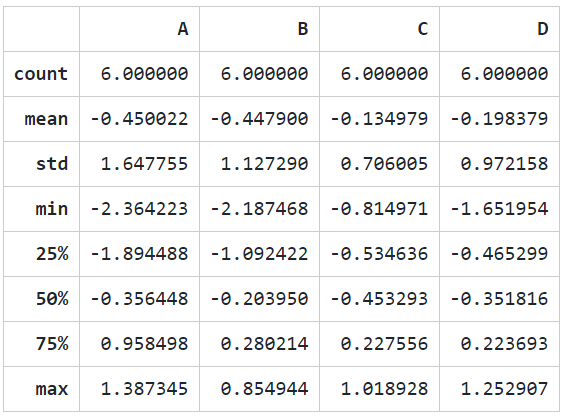 A B C D
count 6.000000 6.000000 6.000000 6.000000
mean -0.450022 -0.447900 -0.134979 -0.198379
std 1.647755 1.127290 0.706005 0.972158
min -2.364223 -2.187468 -0.814971 -1.651954
25% -1.894488 -1.092422 -0.534636 -0.465299
50% -0.356448 -0.203950 -0.453293 -0.351816
75% 0.958498 0.280214 0.227556 0.223693
max 1.387345 0.854944 1.018928 1.252907